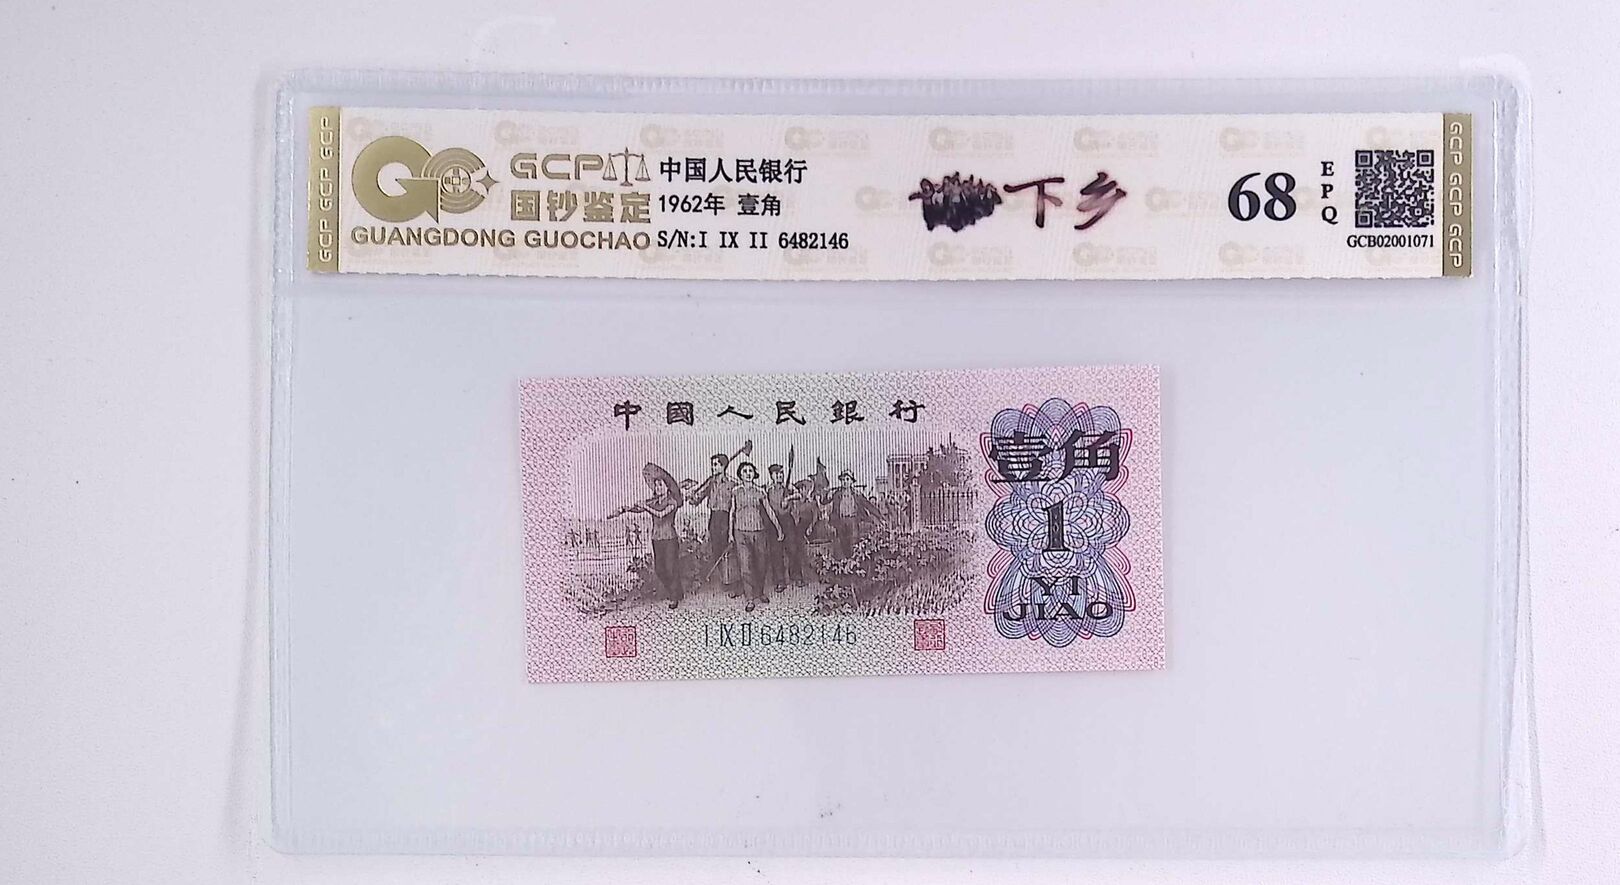 GCP GCP GCP
GCP
国钞鉴定
GUANGDONG GUOCHAO
中国人民银行
1962年 壹角
S/N:I IX II 6482146
下乡
68
EPQ
GCB02001071
GCP GCP GCP
中國人民銀行
壹角
1
YI
JIAO
I IX II 6482146